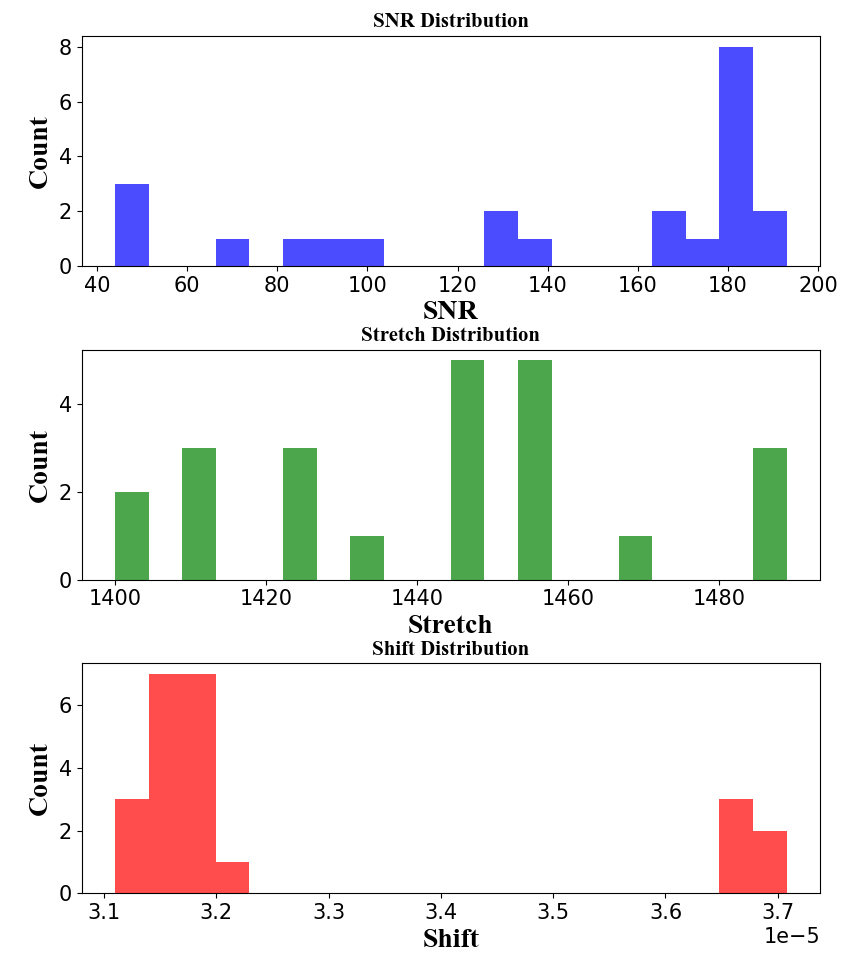 SNR Distribution
8
6
4
2
0
Count
40 60 80 100 120 140 160 180 200
SNR
Stretch Distribution
4
2
0
Count
1400 1420 1440 1460 1480
Stretch
Shift Distribution
6
4
2
0
Count
3.1 3.2 3.3 3.4 3.5 3.6 3.7
1e−5
Shift